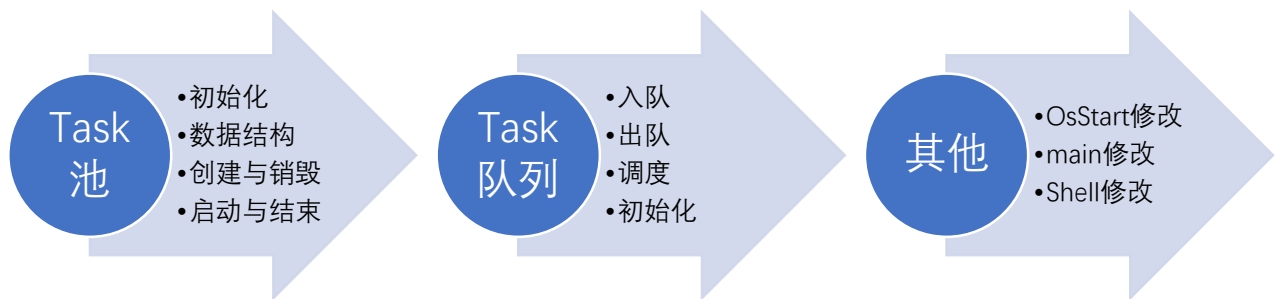 Task
池
•初始化
•数据结构
•创建与销毁
•启动与结束
Task
队列
•入队
•出队
•调度
•初始化
其他
•OsStart修改
•main修改
•Shell修改